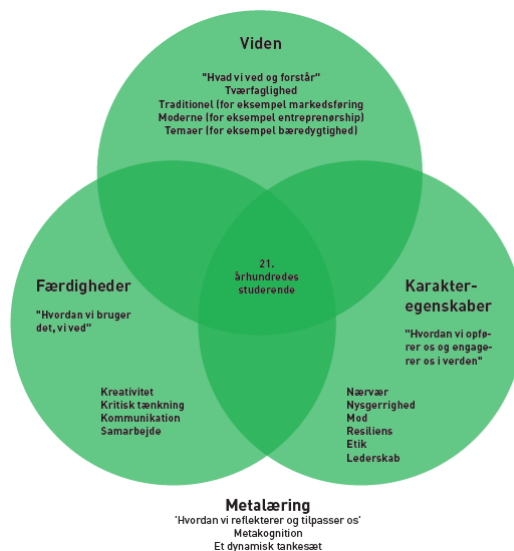 Viden
"Hvad vi ved og forstår"
Tværfaglighed
Traditionel (for eksempel markedsføring
Moderne (for eksempel entreprenørship)
Temaer (for eksempel bæredygtighed)
21.
århundredes
studerende
Færdigheder
"Hvordan vi bruger
det, vi ved"
Kreativitet
Kritisk tænkning
Kommunikation
Samarbejde
Karakter-
egenskaber
"Hvordan vi opfø-
rer os og engage-
rer os i verden"
Nærvær
Nysgerrighed
Mod
Resiliens
Etik
Lederskab
Metalæring
'Hvordan vi reflekterer og tilpasser os'
Metakognition
Et dynamisk tankesæt